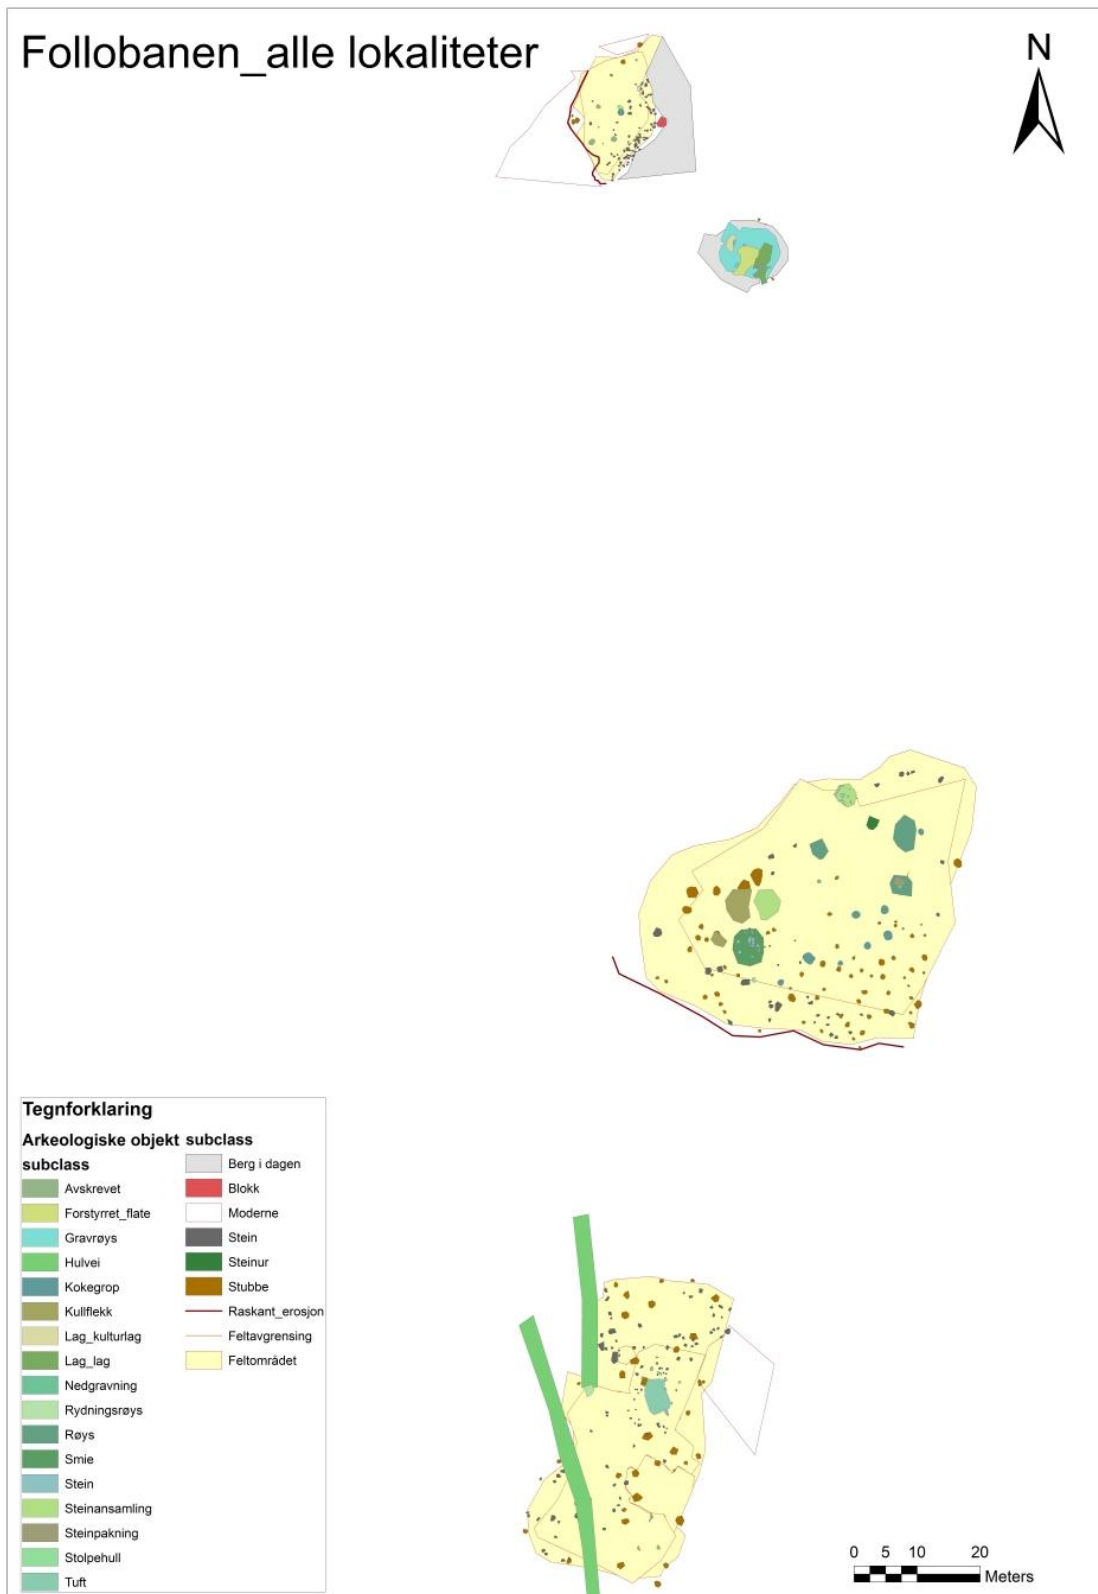 Follobanen_alle lokaliteter
N
Tegnforklaring
Arkeologiske objekt
subclass
Avskrevet
Forstyrret_flate
Gravrøys
Hulvei
Kokegrop
Kullflekk
Lag_kulturlag
Lag_lag
Nedgravning
Rydningsrøys
Røys
Smie
Stein
Steinansamling
Steinpakning
Stolpehull
Tuft
subclass
Berg i dagen
Blokk
Moderne
Stein
Steinur
Stubbe
Raskant_erosjon
Feltavgrensing
Feltområdet
0 5 10 20
Meters